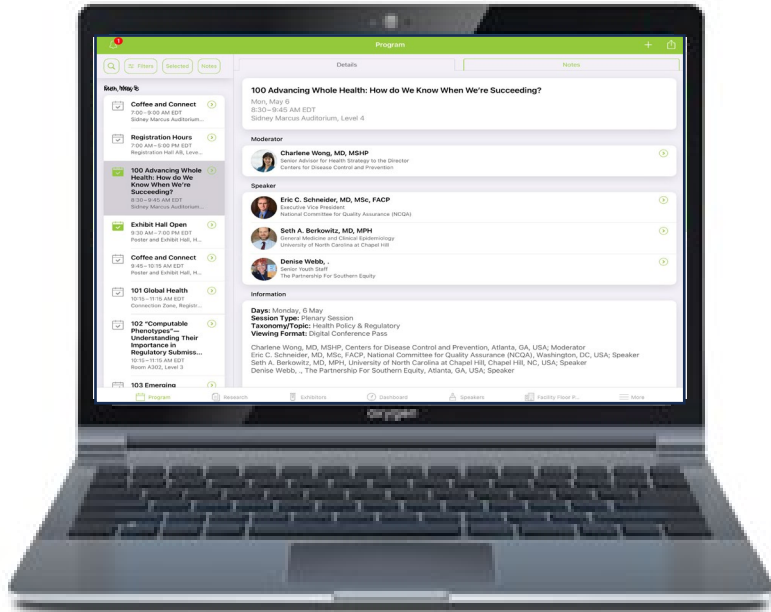 1
Program
Filters
Selected
Notes
Details
Notes
Mon, May 6
Coffee and Connect
7:00–9:00 AM EDT
Sidney Marcus Auditorium...
Registration Hours
7:00 AM–5:00 PM EDT
Registration Hall AB, Leve...
100 Advancing Whole
Health: How do We
Know When We're
Succeeding?
8:30–9:45 AM EDT
Sidney Marcus Auditorium...
Exhibit Hall Open
9:30 AM–7:00 PM EDT
Poster and Exhibit Hall, H...
Coffee and Connect
9:45–10:15 AM EDT
Poster and Exhibit Hall, H...
101 Global Health
10:15–11:15 AM EDT
Connection Zone, Registr...
102 "Computable
Phenotypes"—
Understanding Their
Importance in
Regulatory Submiss...
10:15–11:15 AM EDT
Room A302, Level 3
103 Emerging
100 Advancing Whole Health: How do We Know When We're Succeeding?
Mon, May 6
8:30–9:45 AM EDT
Sidney Marcus Auditorium, Level 4
Moderator
Charlene Wong, MD, MSHP
Senior Advisor for Health Strategy to the Director
Centers for Disease Control and Prevention
Speaker
Eric C. Schneider, MD, MSc, FACP
Executive Vice President
National Committee for Quality Assurance (NCQA)
Seth A. Berkowitz, MD, MPH
General Medicine and Clinical Epidemiology
University of North Carolina at Chapel Hill
Denise Webb, .
Senior Youth Staff
The Partnership For Southern Equity
Information
Days: Monday, 6 May
Session Type: Plenary Session
Taxonomy/Topic: Health Policy & Regulatory
Viewing Format: Digital Conference Pass
Charlene Wong, MD, MSHP, Centers for Disease Control and Prevention, Atlanta, GA, USA; Moderator
Eric C. Schneider, MD, MSc, FACP, National Committee for Quality Assurance (NCQA), Washington, DC, USA; Speaker
Seth A. Berkowitz, MD, MPH, University of North Carolina at Chapel Hill, Chapel Hill, NC, USA; Speaker
Denise Webb, ., The Partnership For Southern Equity, Atlanta, GA, USA; Speaker
Program
Research
Exhibitors
Dashboard
Speakers
Facility Floor P...
More
oxygen